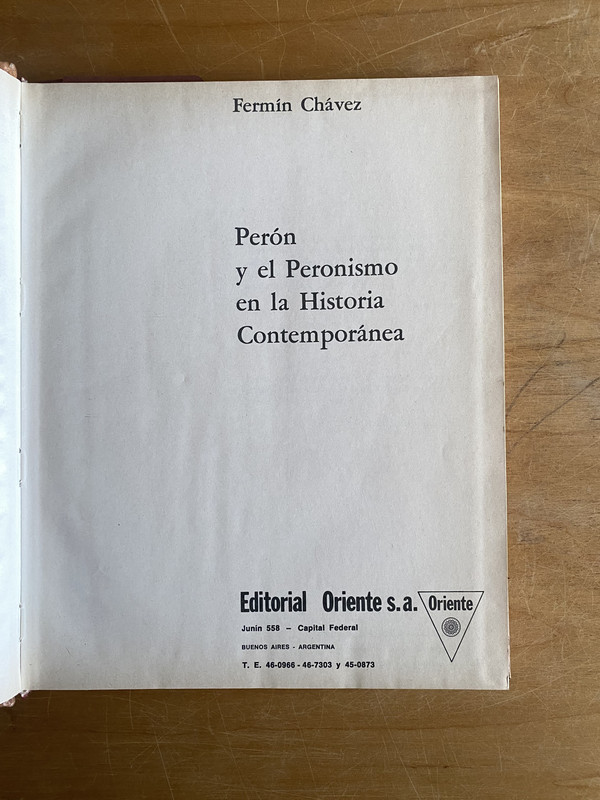 Fermín Chávez
Perón
y el Peronismo
en la Historia
Contemporánea
Editorial Oriente s.a.
Oriente
Junín 558 – Capital Federal
BUENOS AIRES - ARGENTINA
T. E. 46-0966 - 46-7303 y 45-0873